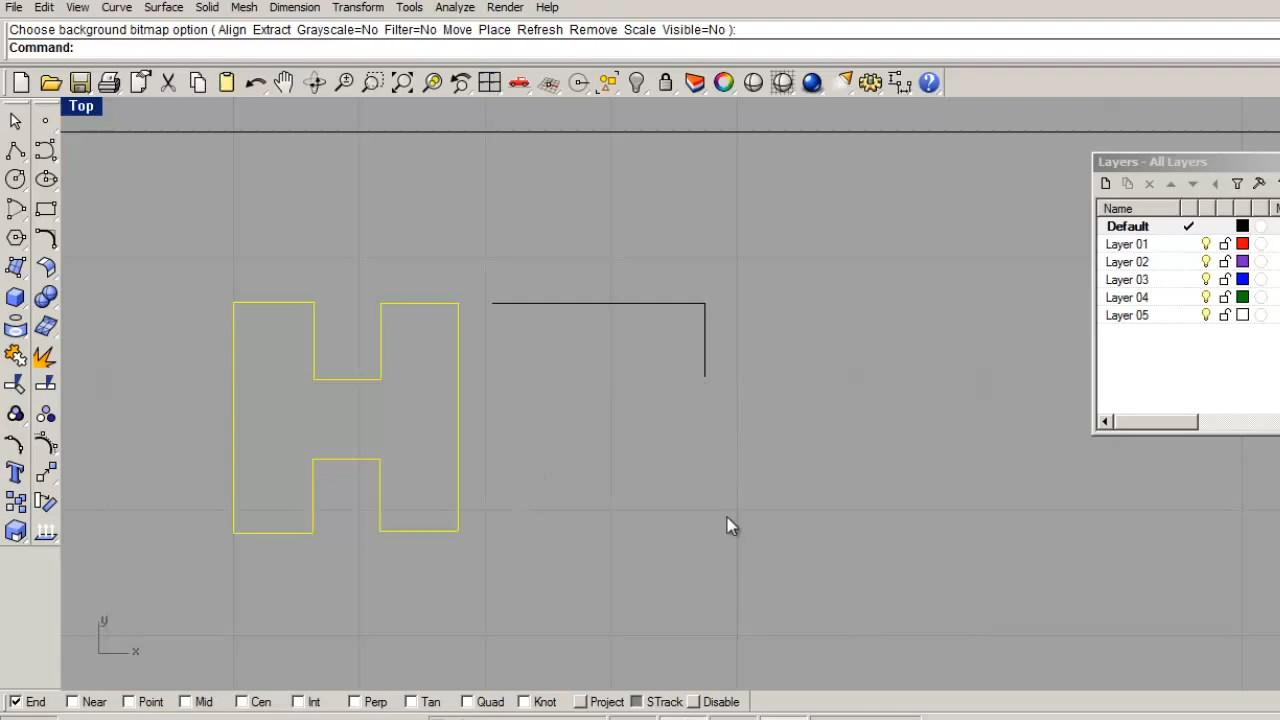 File Edit View Curve Surface Solid Mesh Dimension Transform Tools Analyze Render Help
Choose background bitmap option ( Align Extract Grayscale=No Filter=No Move Place Refresh Remove Scale Visible=No ):
Command:
Top
Layers - All Layers
Name
Default
Layer 01
Layer 02
Layer 03
Layer 04
Layer 05
y
x
End Near Point Mid Cen Int Perp Tan Quad Knot Project STrack Disable